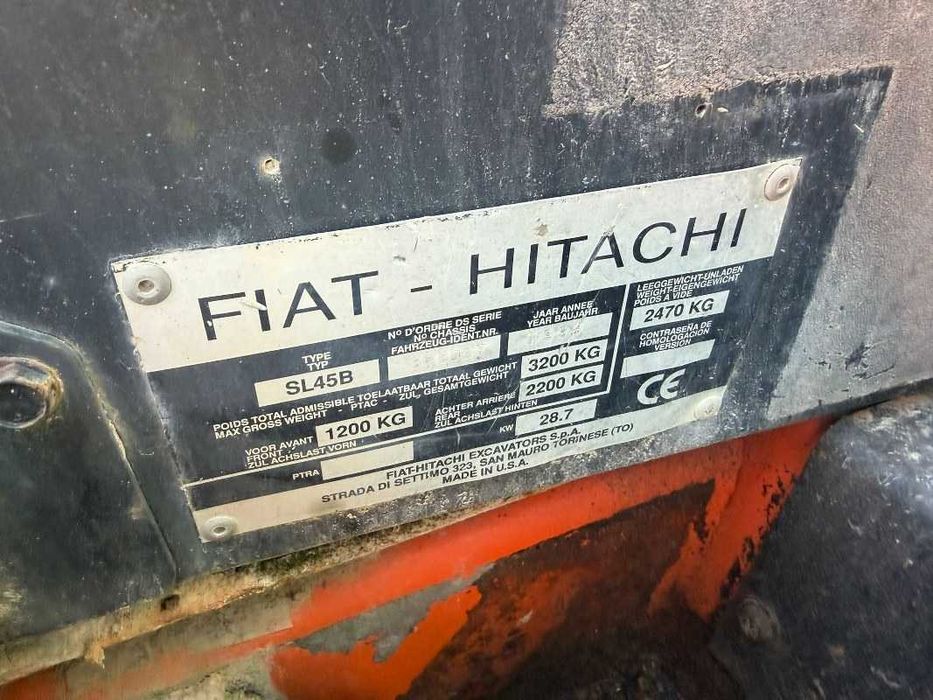 FIAT - HITACHI
TYPE
TYP
SL45B
Nº D'ORDRE DS SERIE
Nº CHASSIS
FAHRZEUG-IDENT.NR.
JAAR ANNEE
YEAR BAUJAHR
LEEGGEWICHT-UNLADEN
WEIGHT-EIGENGEWICHT
POIDS A VIDE
2470 KG
CONTRASEÑA DE
HOMOLOGACION
VERSION
POIDS TOTAL ADMISSIBLE TOELAATBAAR TOTAAL GEWICHT
MAX GROSS WEIGHT - PTAC - ZUL, GESAMTGEWICHT
3200 KG
VOOR AVANT
FRONT
ZUL ACHSLAST VORN
1200 KG
ACHTER ARRIERE
REAR
ZUL ACHSLAST HINTEN
2200 KG
PTRA
KW
28.7
CE
FIAT-HITACHI EXCAVATORS S.p.A.
STRADA DI SETTIMO 323, SAN MAURO TORINESE (TO)
MADE IN U.S.A.